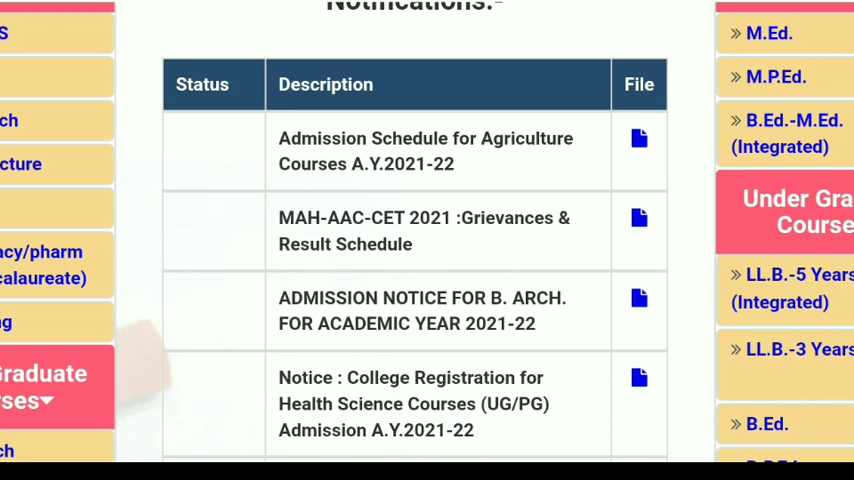 Notifications:-
S
ch
cture
acy/pharm
calaureate)
g
Graduate
rses
ch
Status Description File
Admission Schedule for Agriculture
Courses A.Y.2021-22
MAH-AAC-CET 2021 :Grievances &
Result Schedule
ADMISSION NOTICE FOR B. ARCH.
FOR ACADEMIC YEAR 2021-22
Notice : College Registration for
Health Science Courses (UG/PG)
Admission A.Y.2021-22
» M.Ed.
» M.P.Ed.
» B.Ed.-M.Ed.
(Integrated)
Under Gra
Course
» LL.B.-5 Years
(Integrated)
» LL.B.-3 Years
» B.Ed.